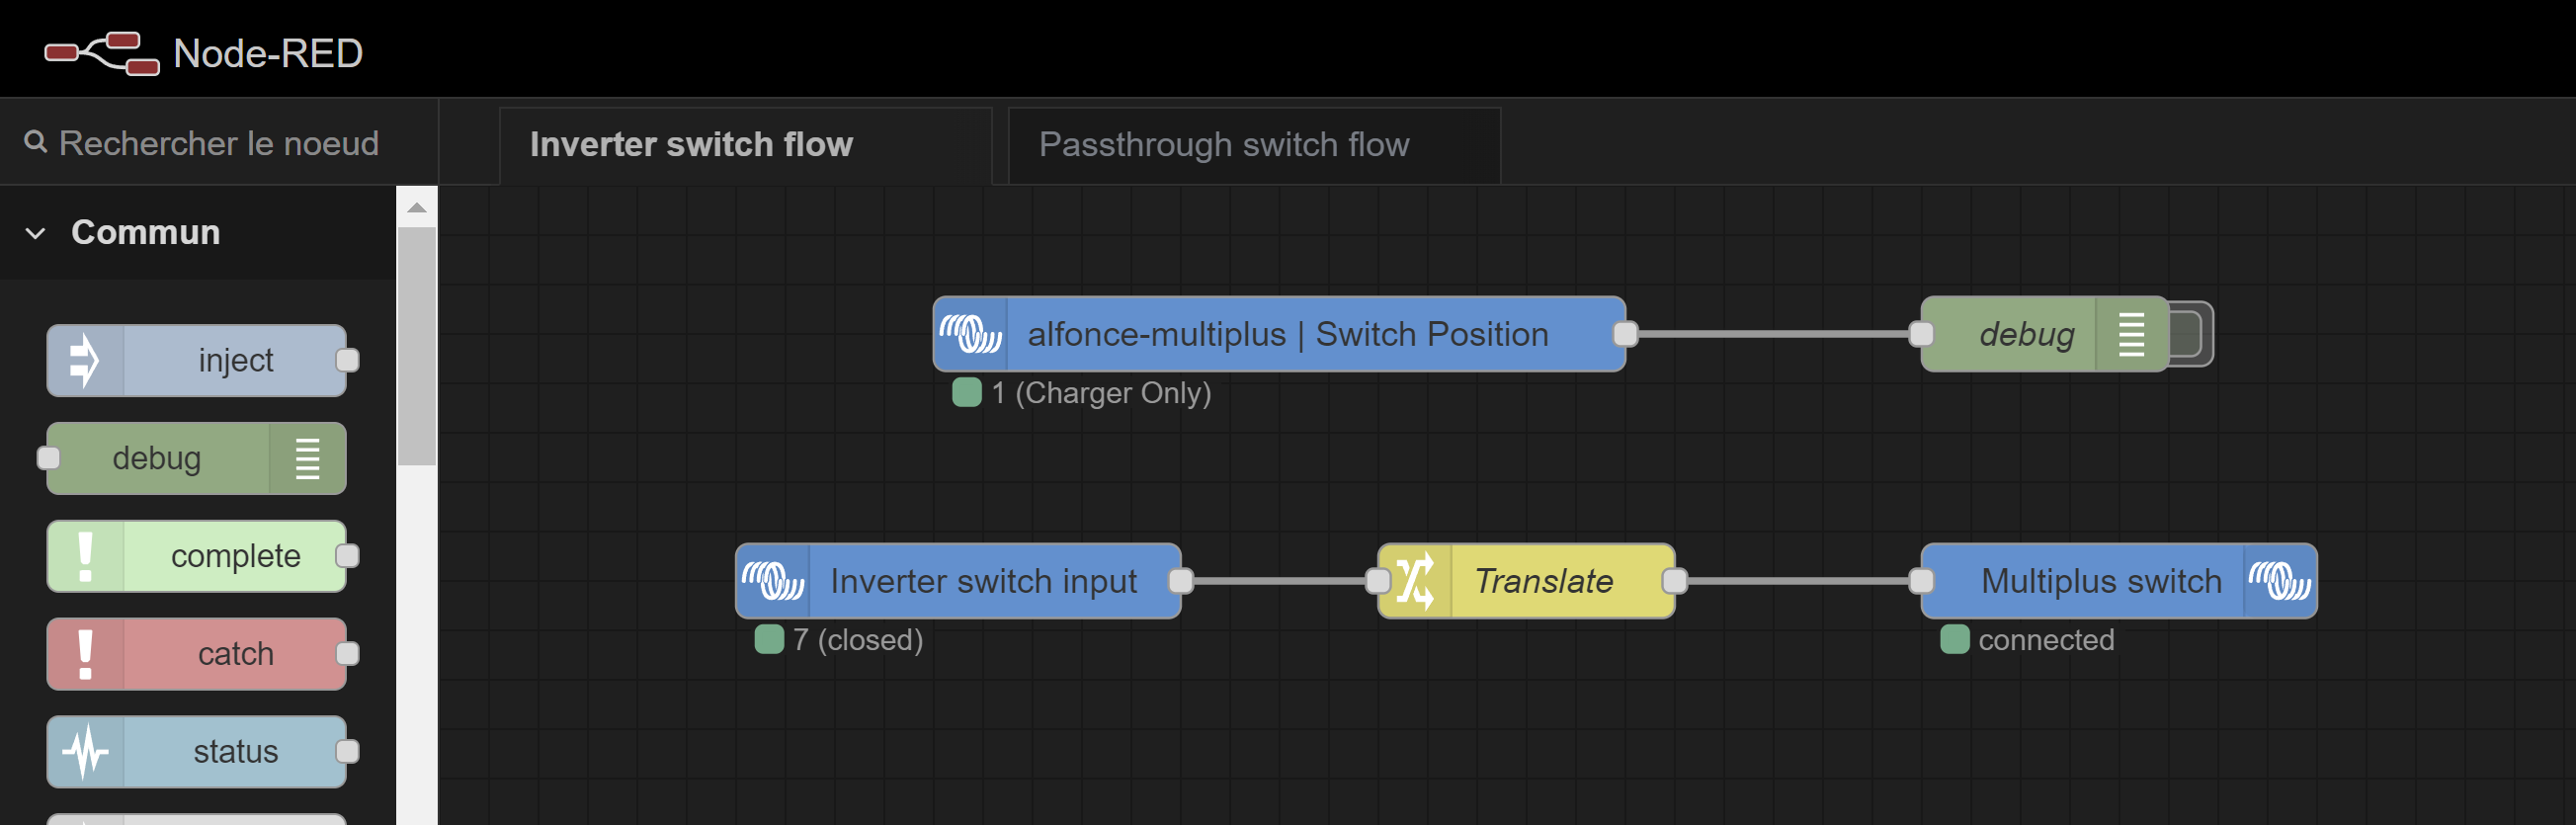 Node-RED
Rechercher le noeud
Inverter switch flow
Passthrough switch flow
Commun
inject
debug
complete
catch
status
alfonce-multiplus | Switch Position
1 (Charger Only)
debug
Inverter switch input
7 (closed)
Translate
Multiplus switch
connected